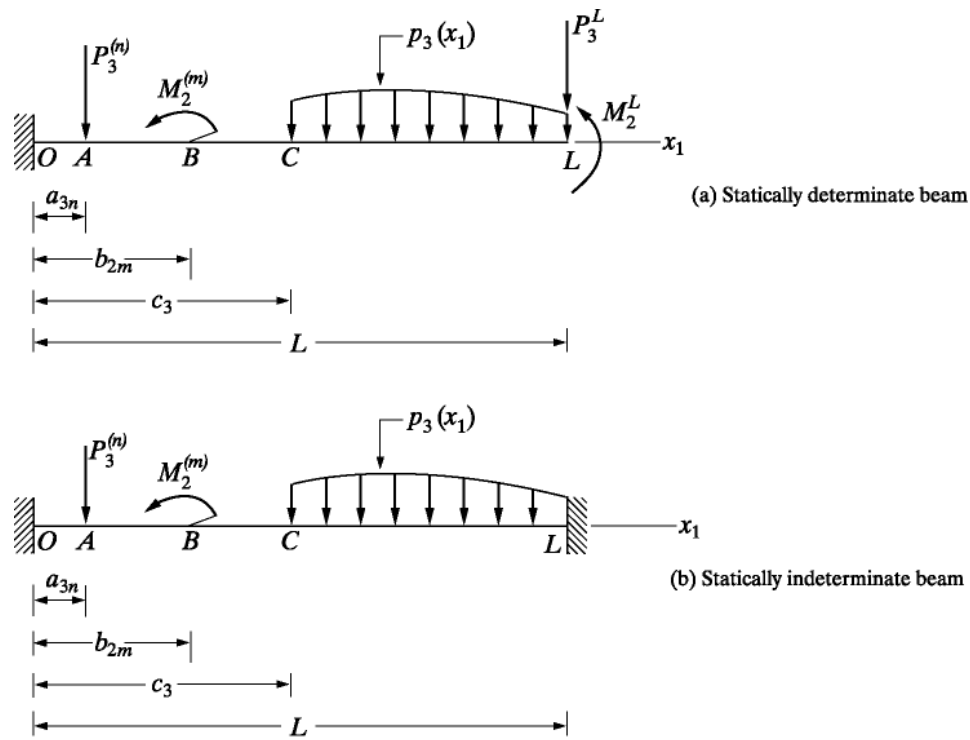 P_3^{(n)}
M_2^{(m)}
p_3(x_1)
P_3^L
M_2^L
O A B C L x_1
(a) Statically determinate beam
a_{3n}
b_{2m}
c_3
L
P_3^{(n)}
M_2^{(m)}
p_3(x_1)
O A B C L x_1
(b) Statically indeterminate beam
a_{3n}
b_{2m}
c_3
L